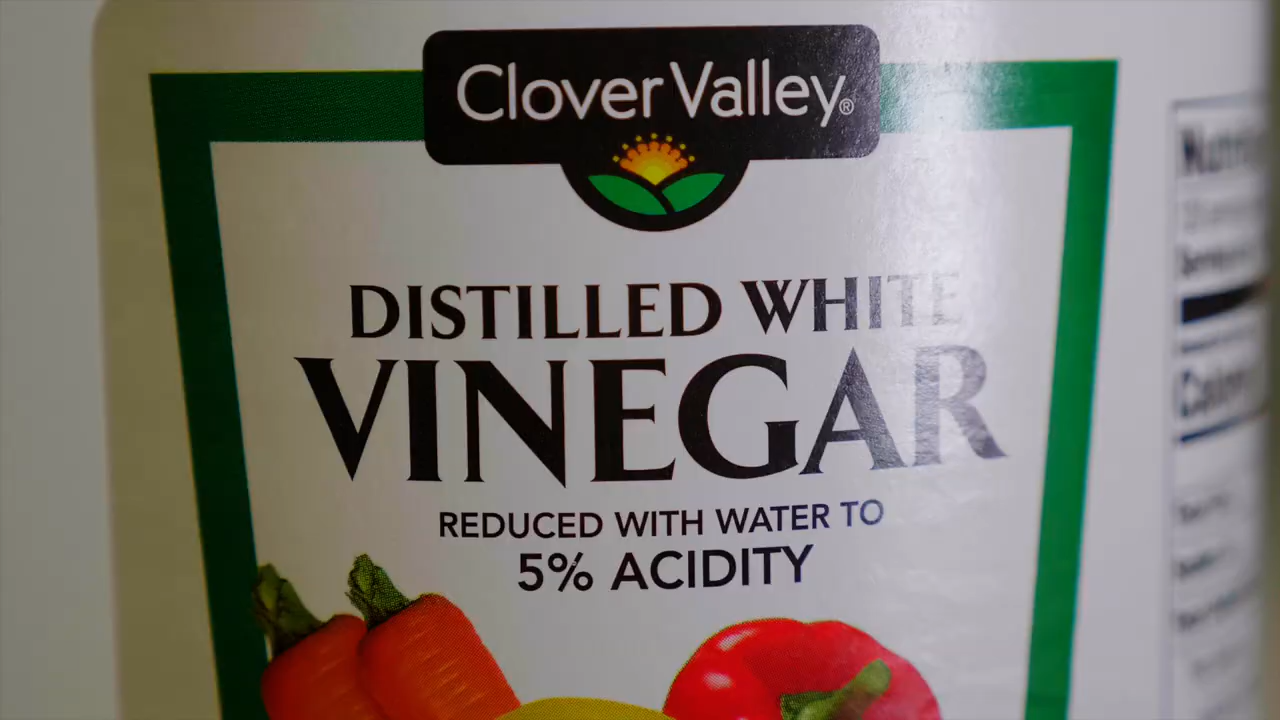 Clover Valley®
DISTILLED WHITE
VINEGAR
REDUCED WITH WATER TO
5% ACIDITY